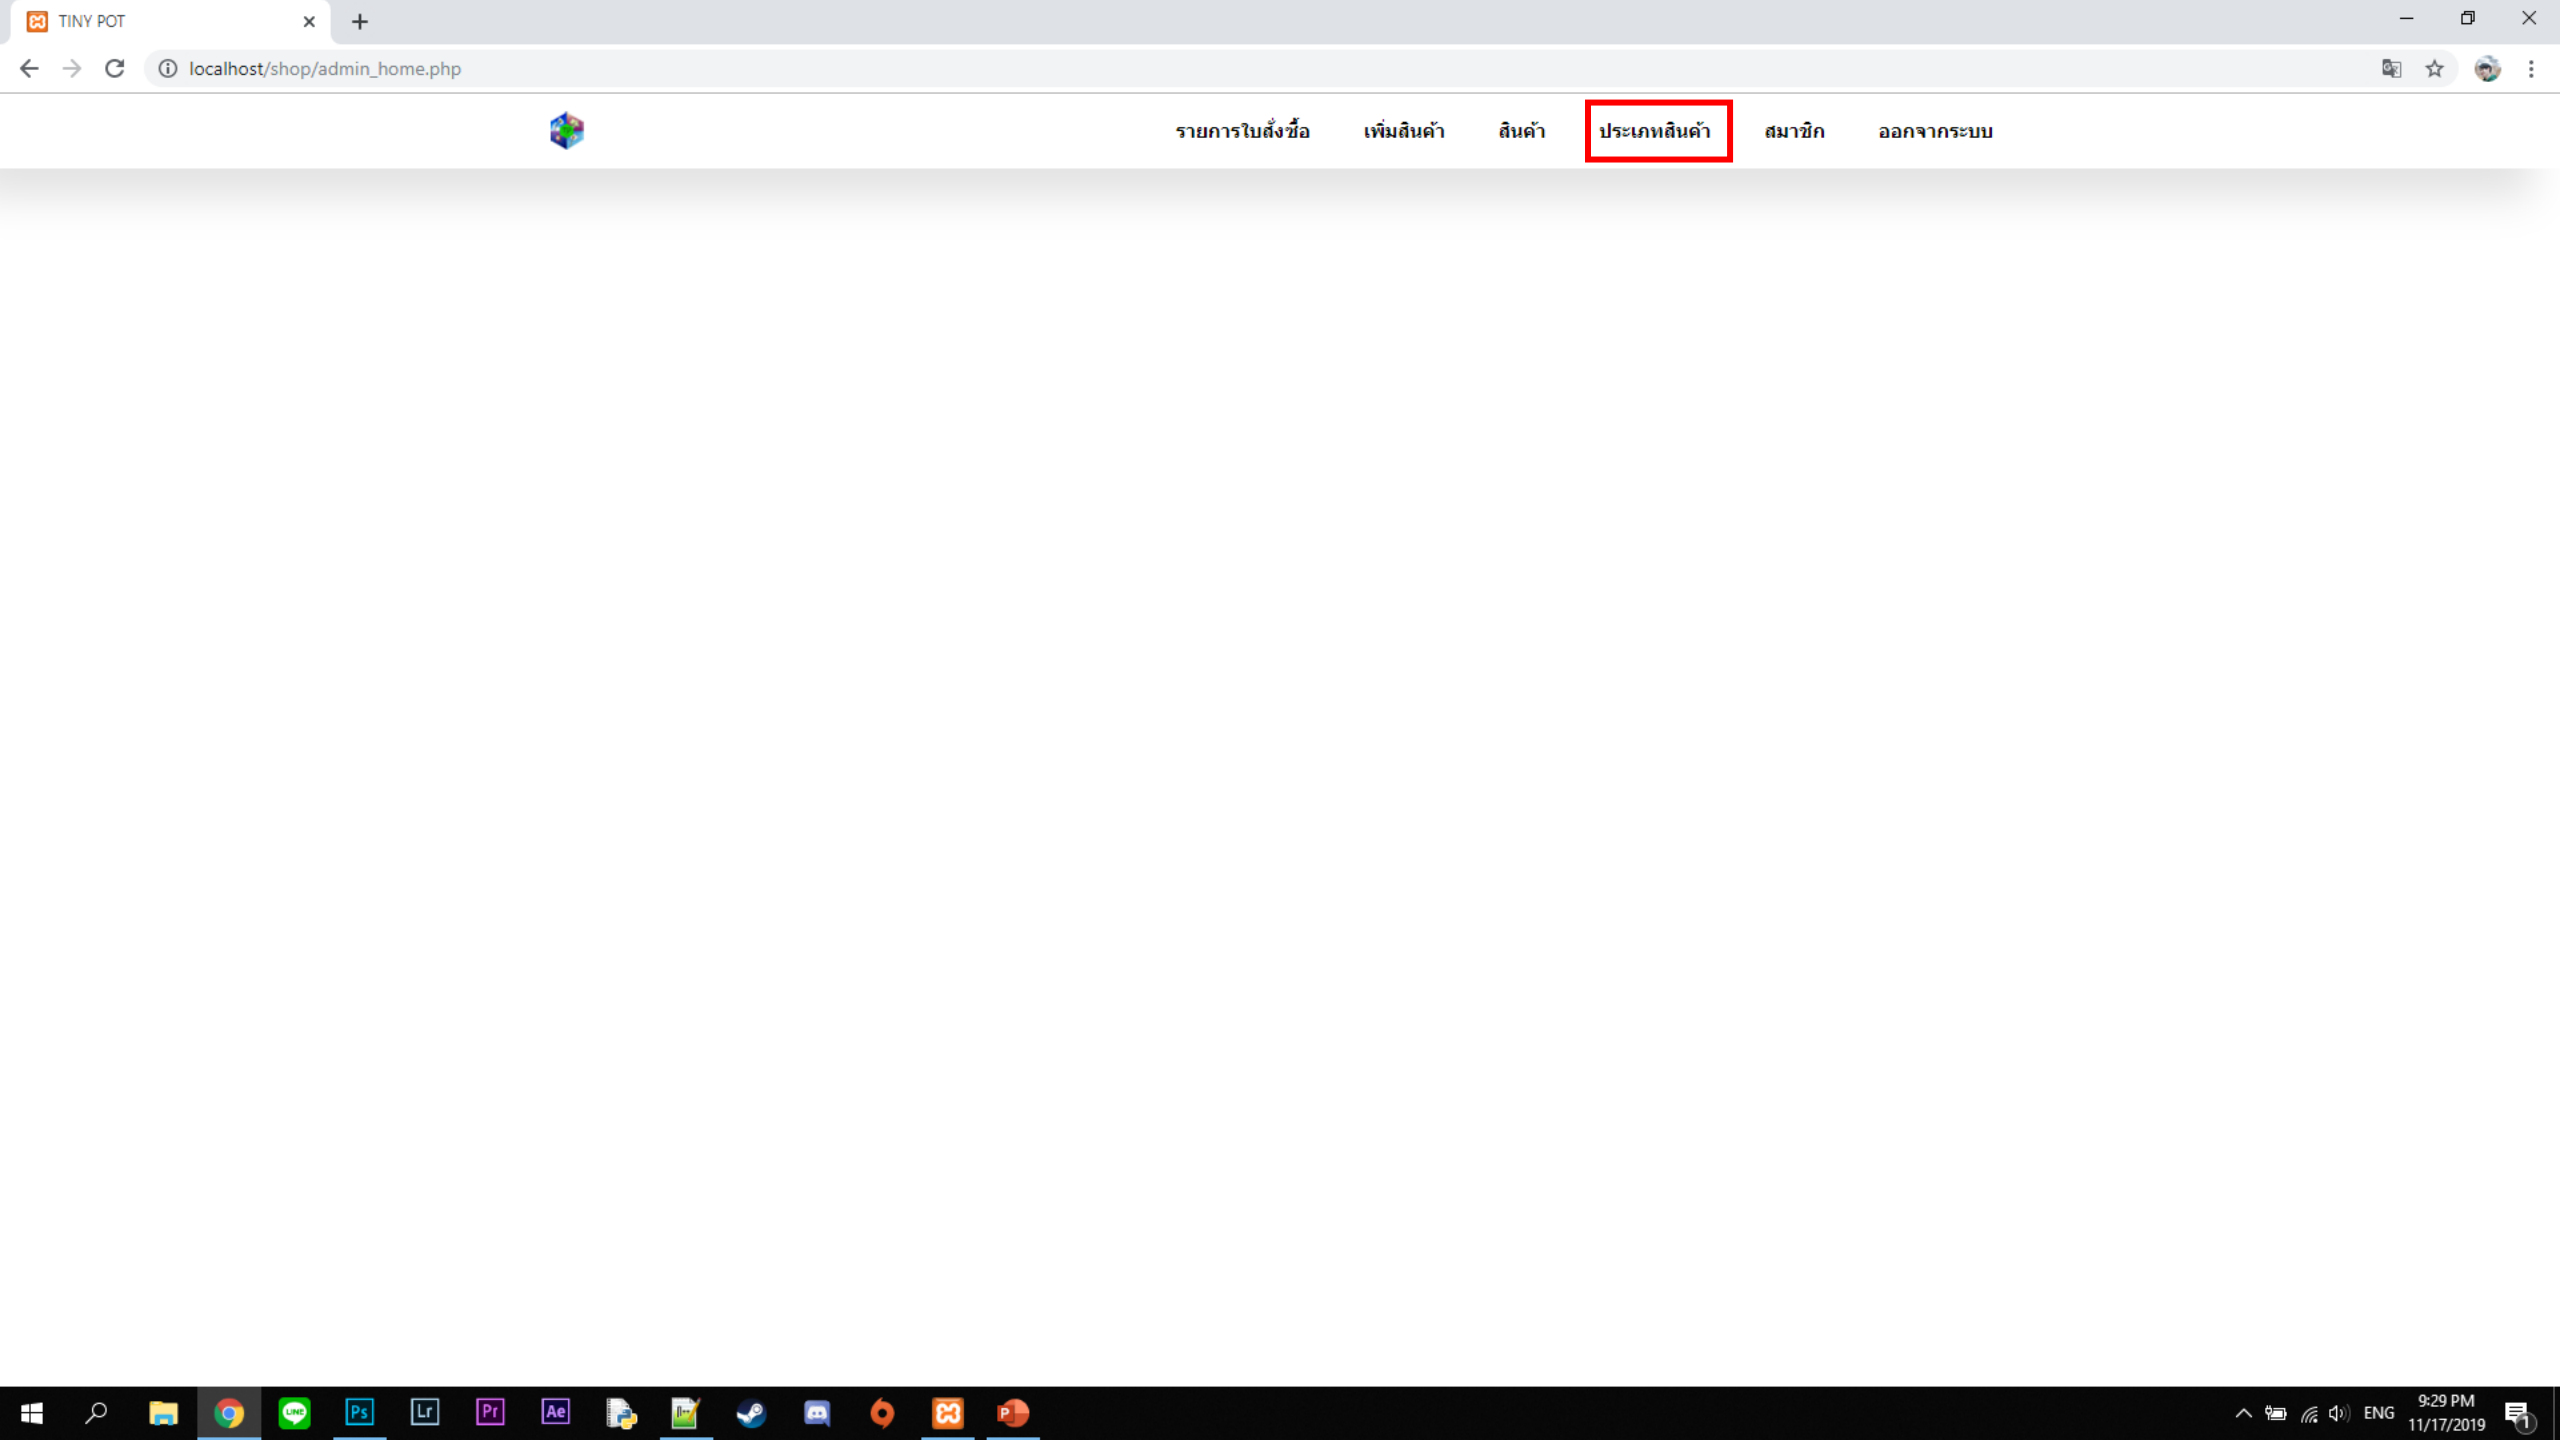 TINY POT
localhost/shop/admin_home.php
รายการใบสั่งซื้อ เพิ่มสินค้า สินค้า ประเภทสินค้า สมาชิก ออกจากระบบ
LINE Ps Lr Pr Ae P ENG 9:29 PM
11/17/2019 1